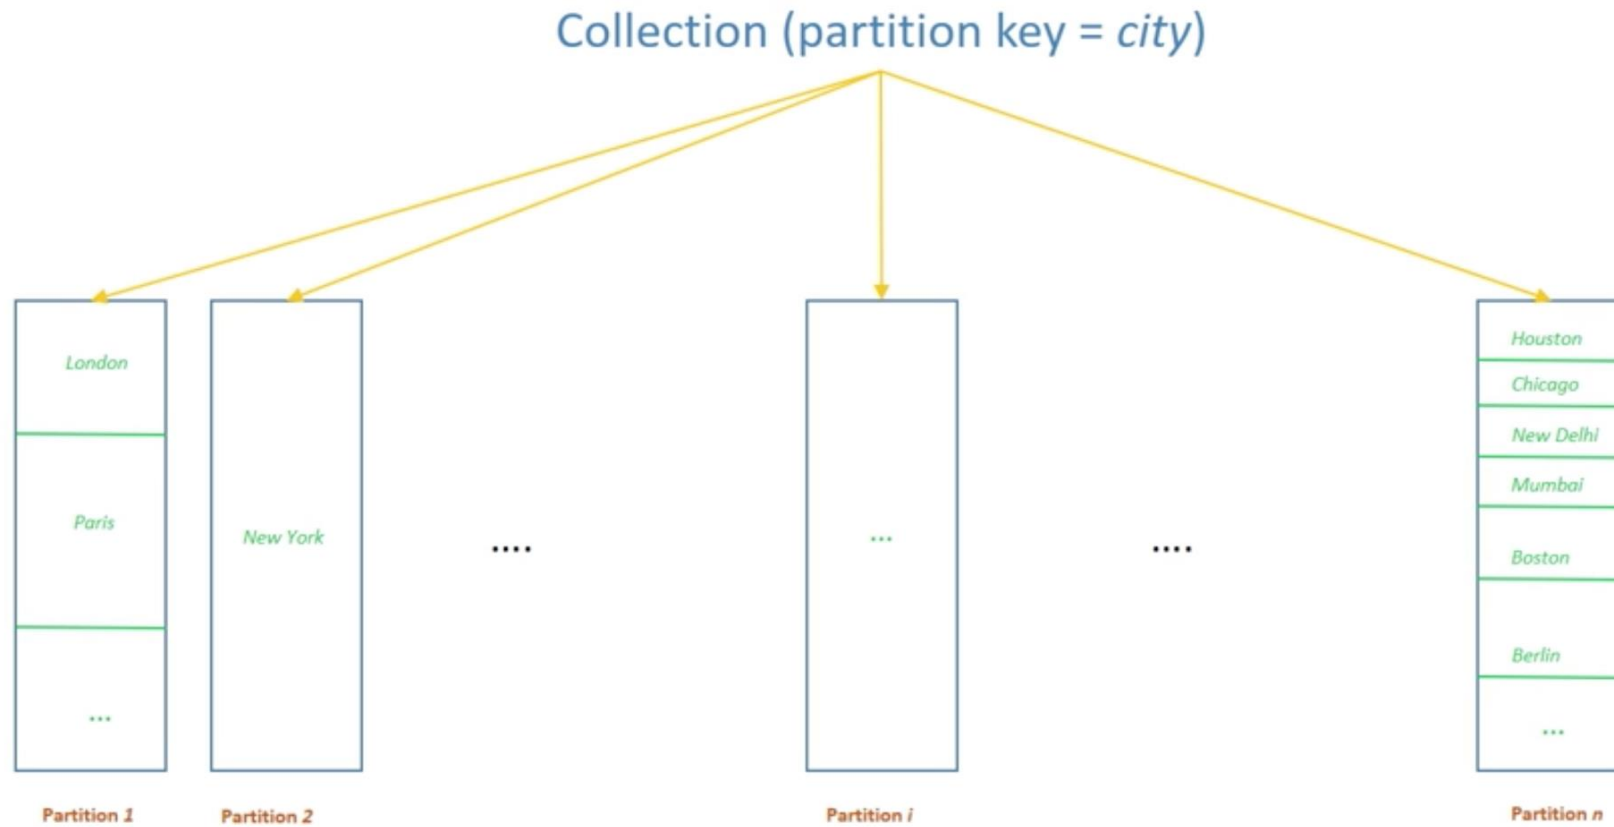 Collection (partition key = city)
London
Paris
...
New York
....
...
....
Houston
Chicago
New Delhi
Mumbai
Boston
Berlin
...
Partition 1
Partition 2
Partition i
Partition n